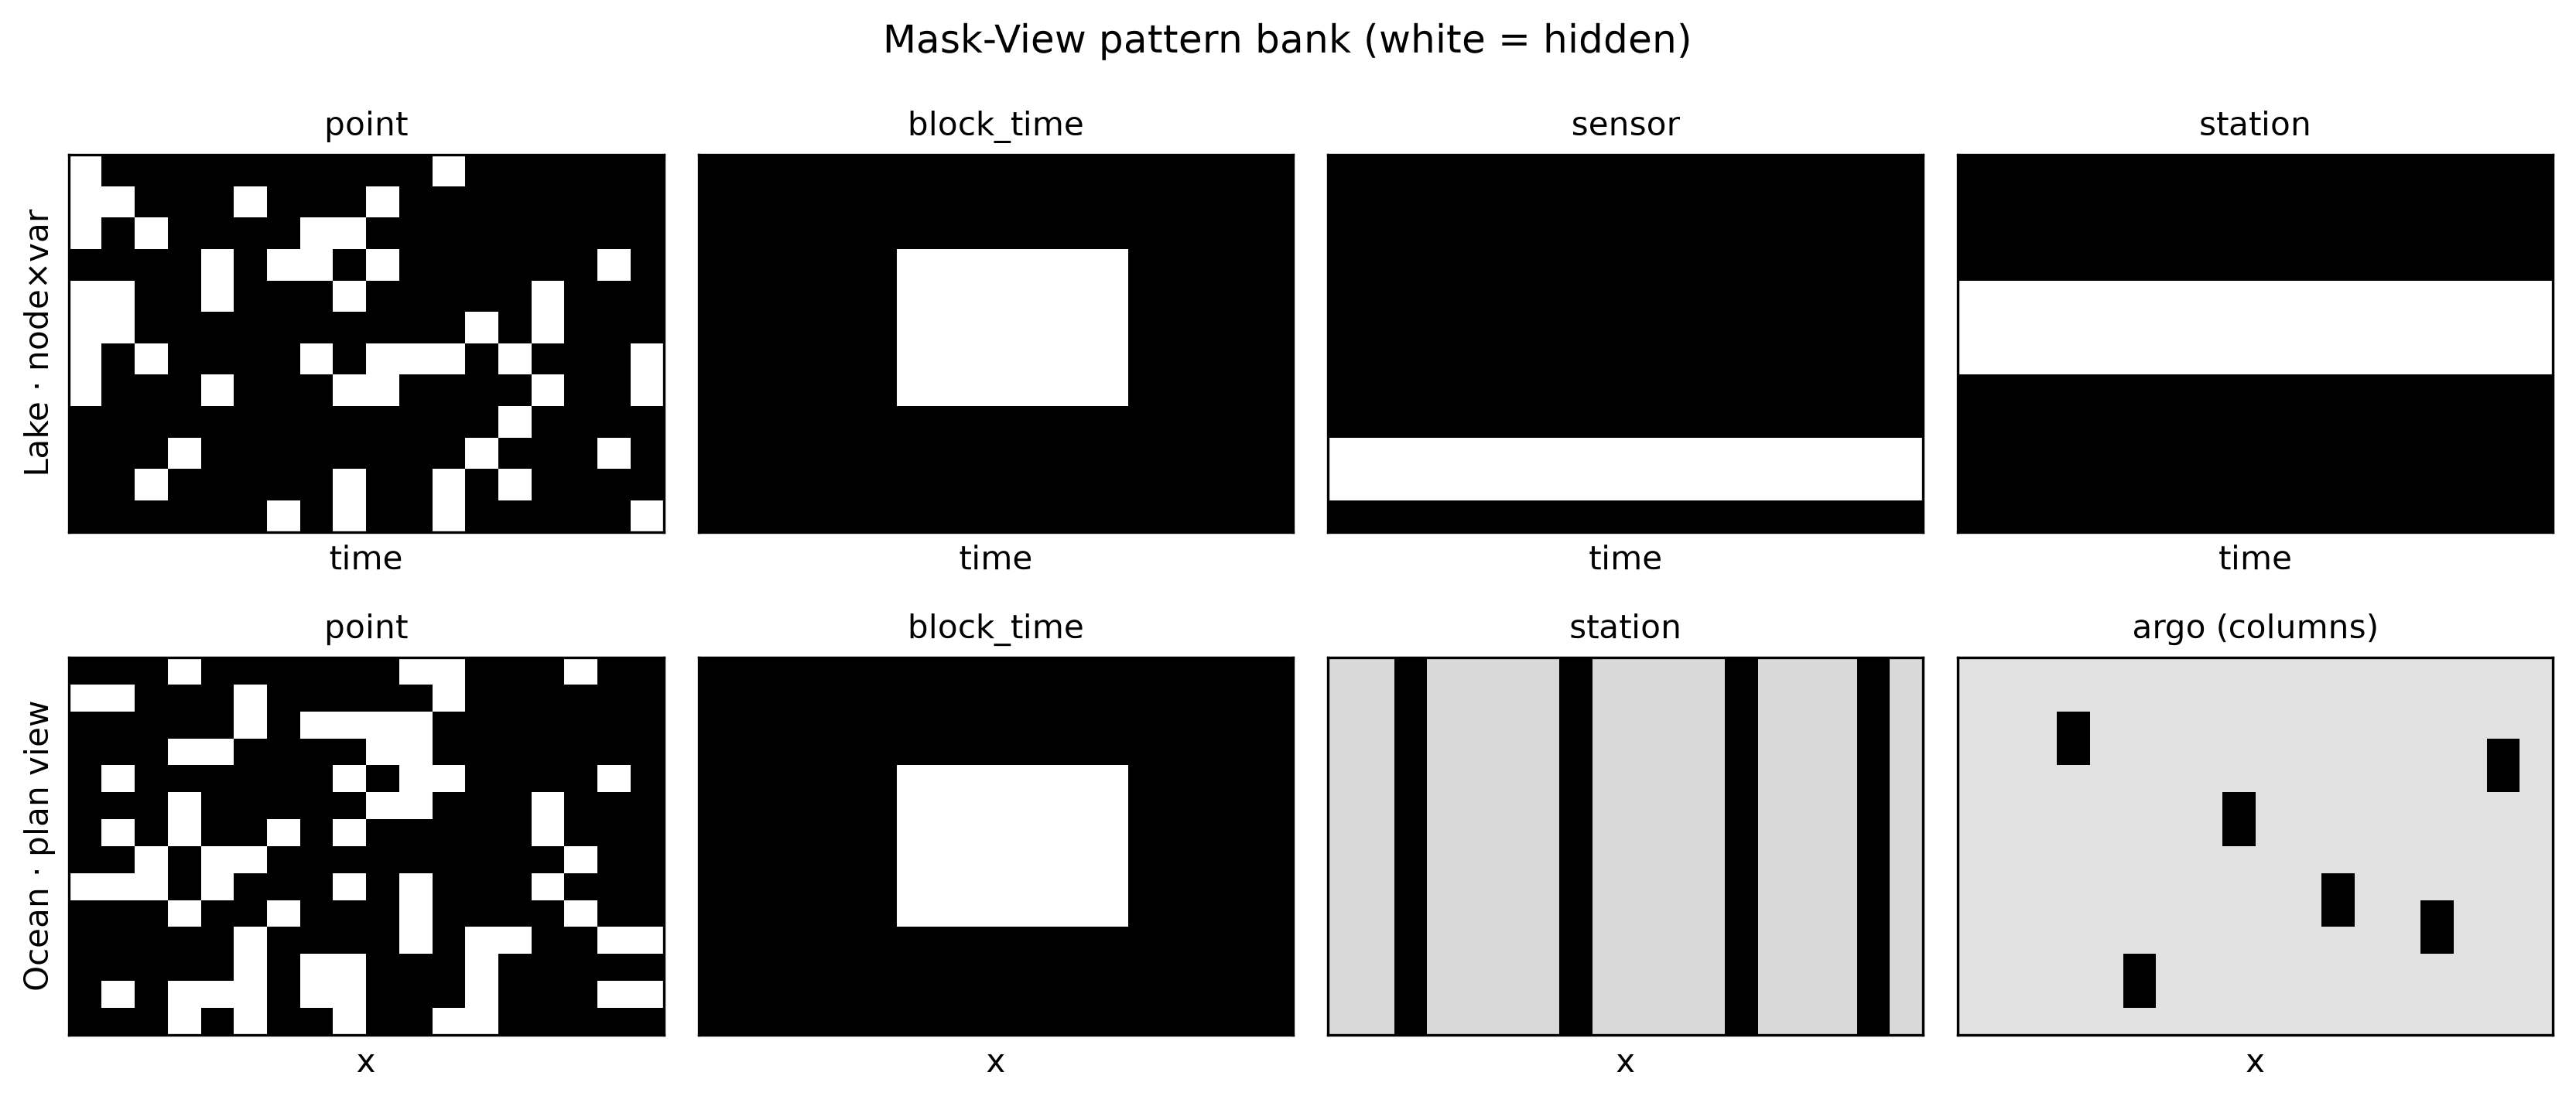 Mask-View pattern bank (white = hidden)
point
block_time
sensor
station
Lake · node×var
time
time
time
time
point
block_time
station
argo (columns)
Ocean · plan view
x
x
x
x